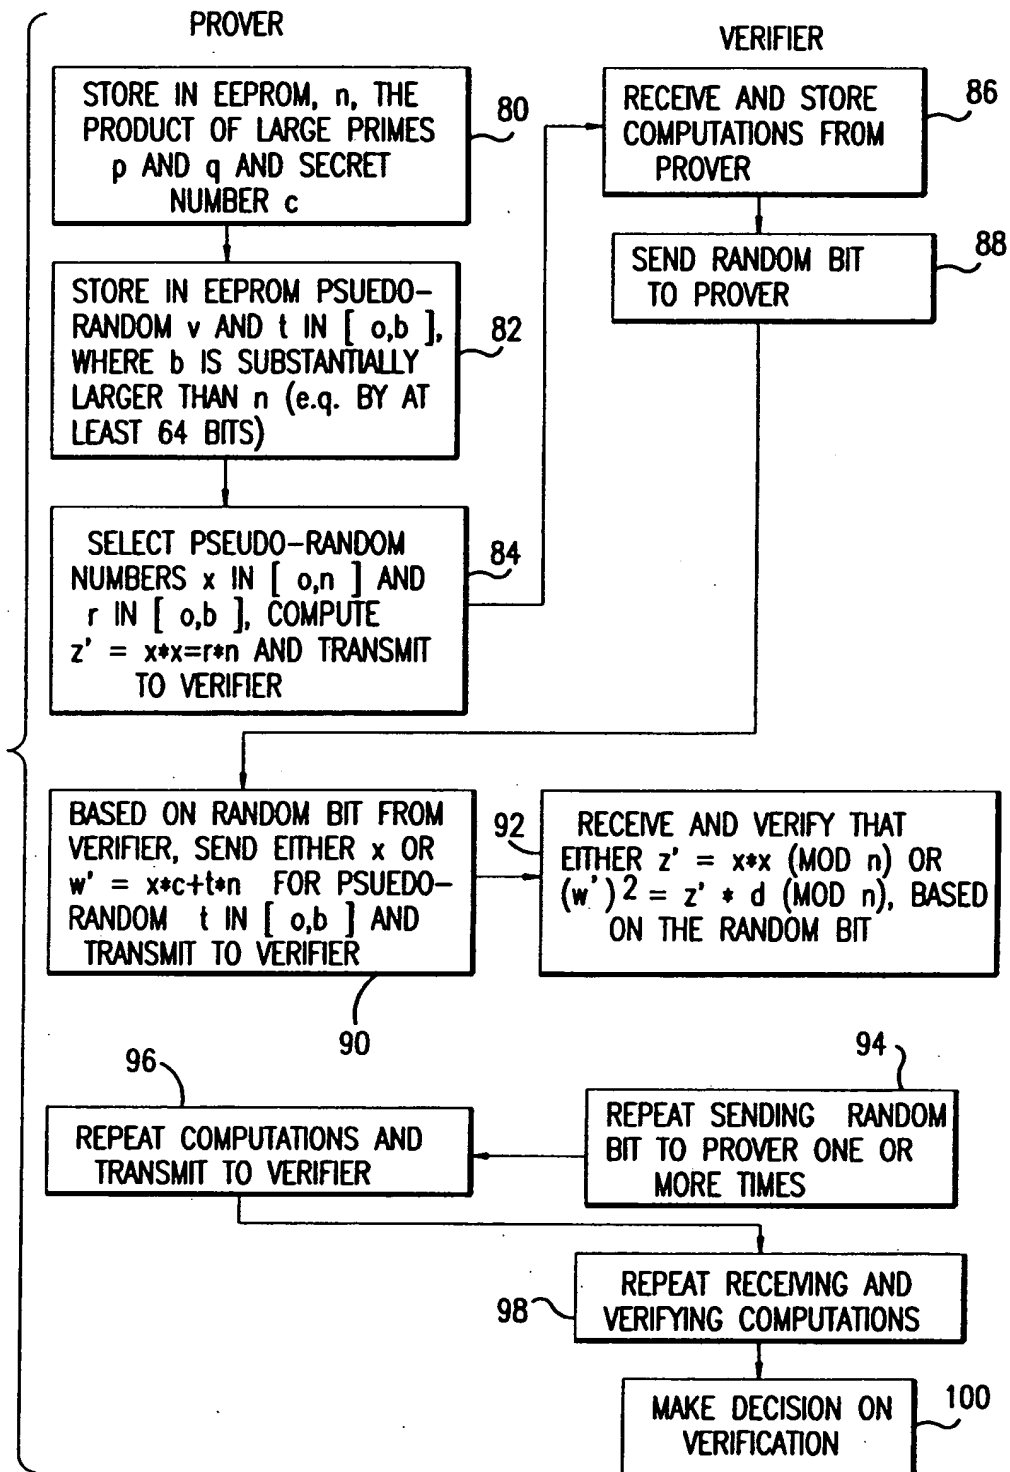 PROVER
STORE IN EEPROM, n, THE
PRODUCT OF LARGE PRIMES
p AND q AND SECRET
NUMBER c
80
STORE IN EEPROM PSUEDO-
RANDOM v AND t IN [ o,b ],
WHERE b IS SUBSTANTIALLY
LARGER THAN n (e.q. BY AT
LEAST 64 BITS)
82
SELECT PSEUDO-RANDOM
NUMBERS x IN [ o,n ] AND
r IN [ o,b ], COMPUTE
z' = x*x=r*n AND TRANSMIT
TO VERIFIER
84
VERIFIER
RECEIVE AND STORE
COMPUTATIONS FROM
PROVER
86
SEND RANDOM BIT
TO PROVER
88
BASED ON RANDOM BIT FROM
VERIFIER, SEND EITHER x OR
w' = x*c+t*n FOR PSUEDO-
RANDOM t IN [ o,b ] AND
TRANSMIT TO VERIFIER
90
92
RECEIVE AND VERIFY THAT
EITHER z' = x*x (MOD n) OR
(w')2 = z' * d (MOD n), BASED
ON THE RANDOM BIT
94
REPEAT SENDING RANDOM
BIT TO PROVER ONE OR
MORE TIMES
96
REPEAT COMPUTATIONS AND
TRANSMIT TO VERIFIER
98
REPEAT RECEIVING AND
VERIFYING COMPUTATIONS
MAKE DECISION ON
VERIFICATION
100